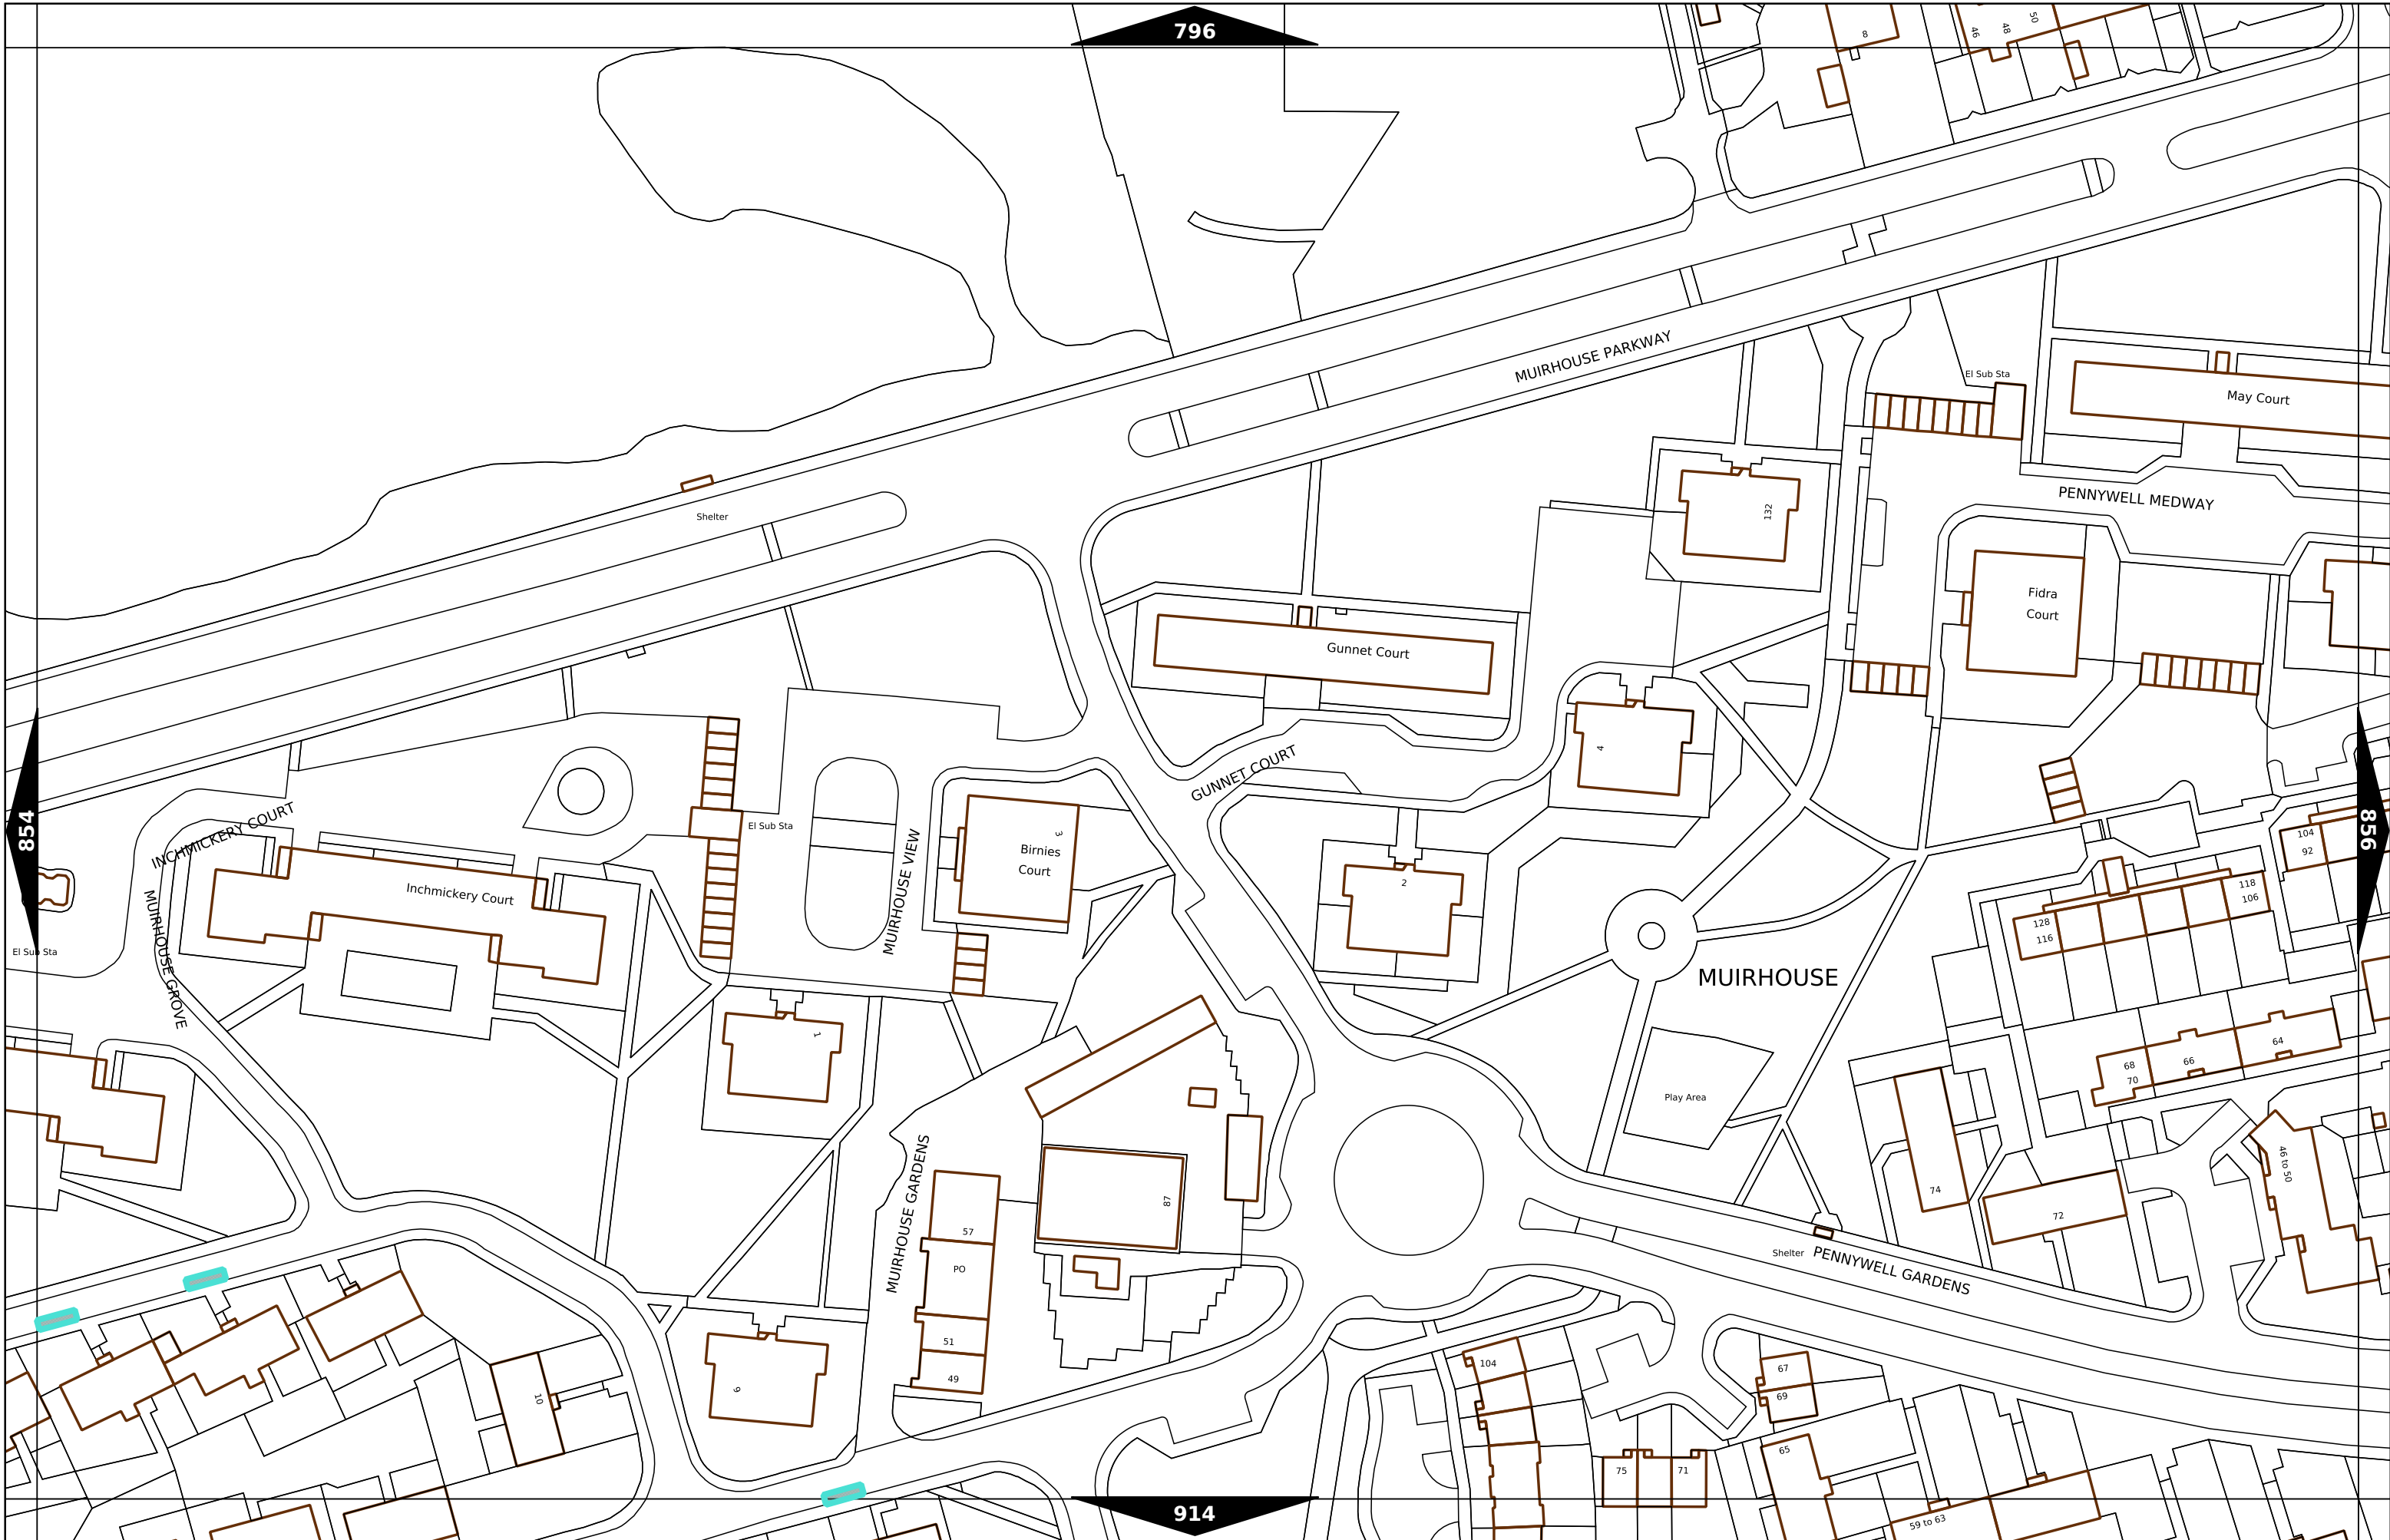 796
8
46
48
50
MUIRHOUSE PARKWAY
El Sub Sta
May Court
PENNYWELL MEDWAY
132
Shelter
Fidra
Court
Gunnet Court
4
GUNNET COURT
INCHMICKERY COURT
El Sub Sta
3
Birnies
Court
MUIRHOUSE VIEW
854
856
104
92
Inchmickery Court
2
118
106
128
116
El Sub Sta
MUIRHOUSE GROVE
MUIRHOUSE
1
64
66
68
70
Play Area
MUIRHOUSE GARDENS
87
46 to 50
74
72
57
PO
Shelter
PENNYWELL GARDENS
51
49
104
67
69
9
10
65
75
71
914
59 to 63